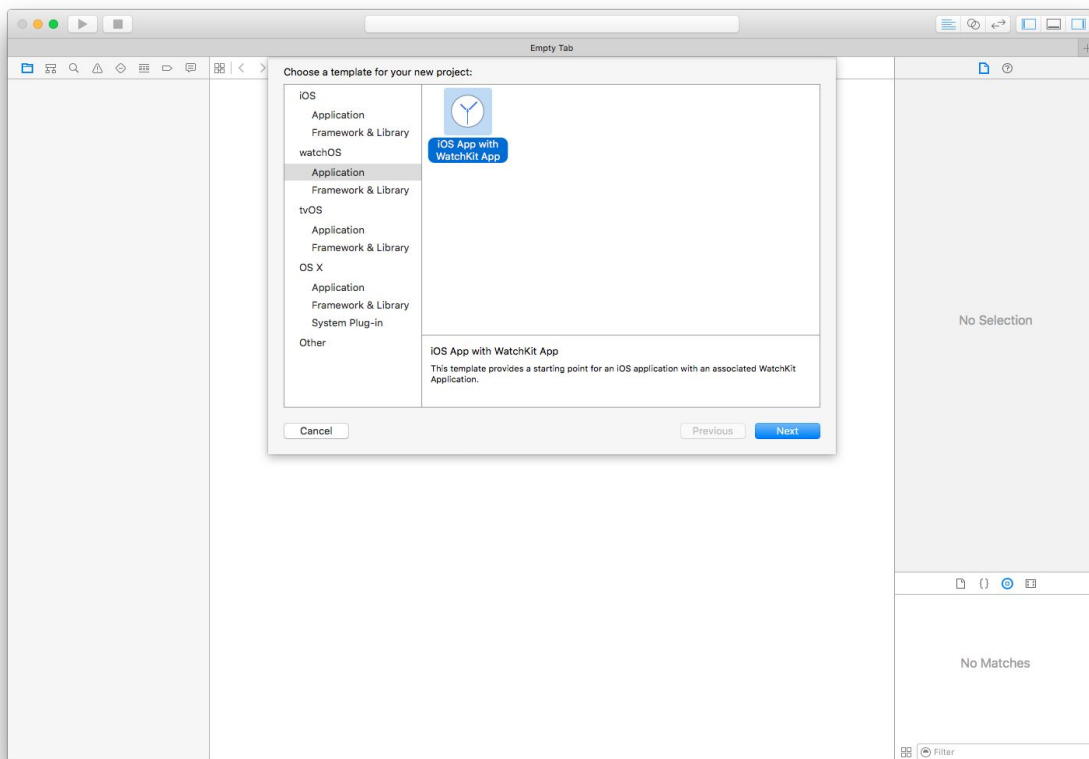 Empty Tab
Choose a template for your new project:
iOS
Application
Framework & Library
watchOS
Application
Framework & Library
tvOS
Application
Framework & Library
OS X
Application
Framework & Library
System Plug-in
Other
iOS App with
WatchKit App
iOS App with WatchKit App
This template provides a starting point for an iOS application with an associated WatchKit
Application.
Cancel
Previous
Next
No Selection
No Matches
Filter